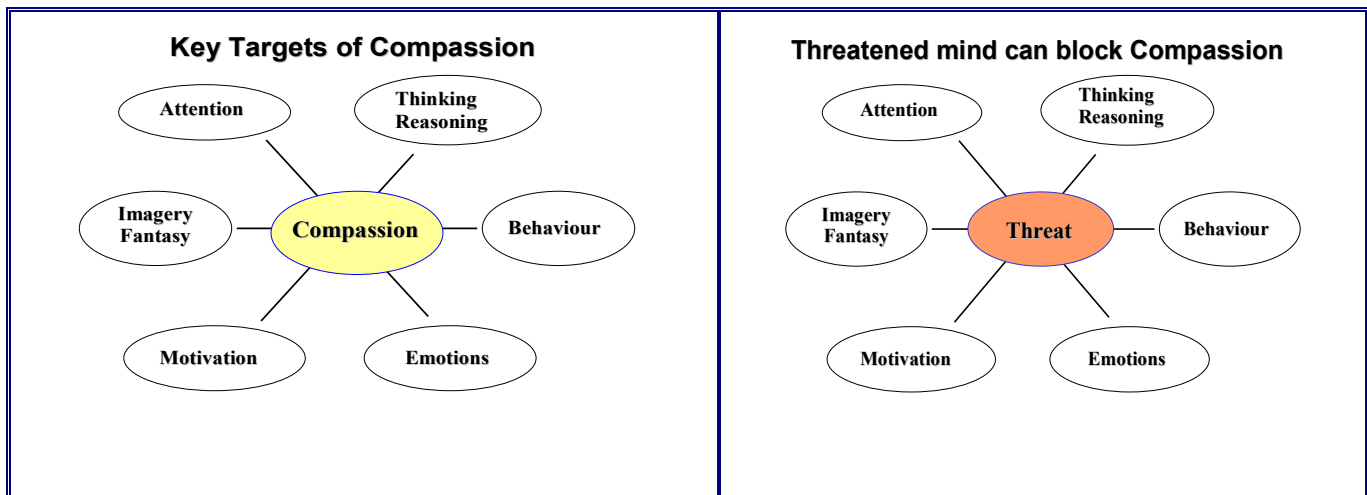 Key Targets of Compassion
Attention
Thinking
Reasoning
Imagery
Fantasy
Compassion
Behaviour
Motivation
Emotions
Threatened mind can block Compassion
Attention
Thinking
Reasoning
Imagery
Fantasy
Threat
Behaviour
Motivation
Emotions